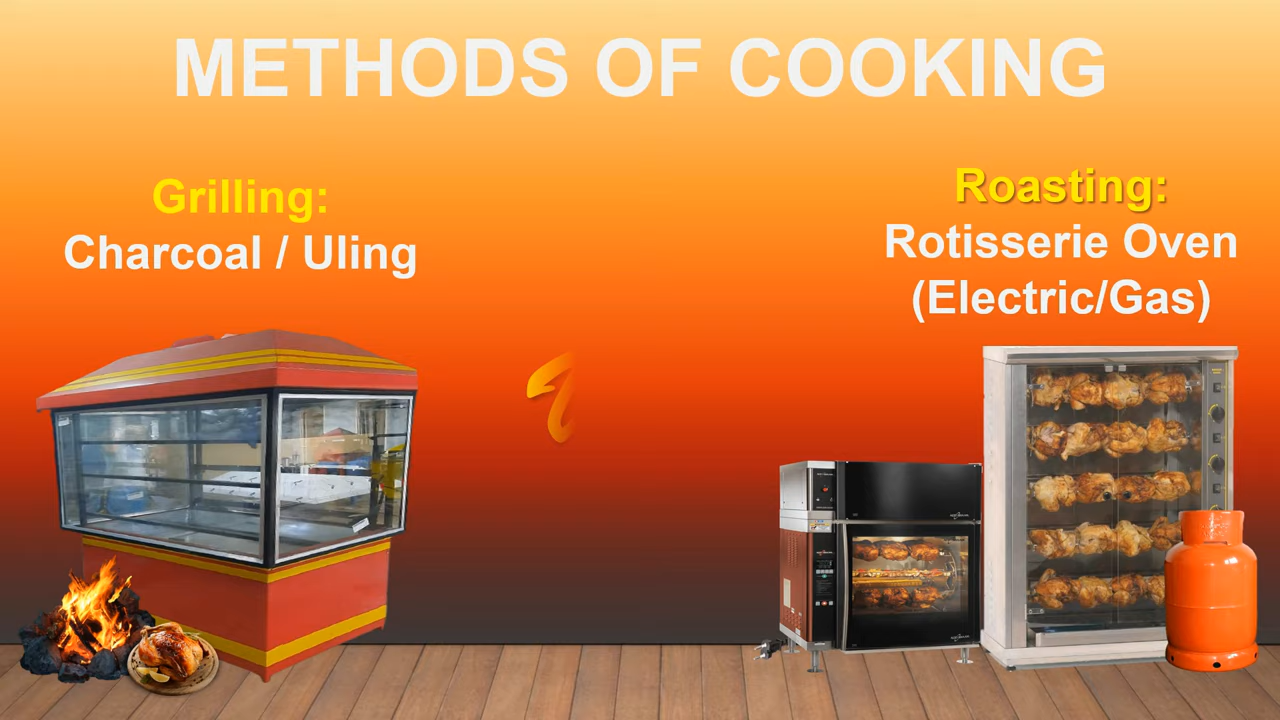 METHODS OF COOKING
Grilling:
Charcoal / Uling
Roasting:
Rotisserie Oven
(Electric/Gas)